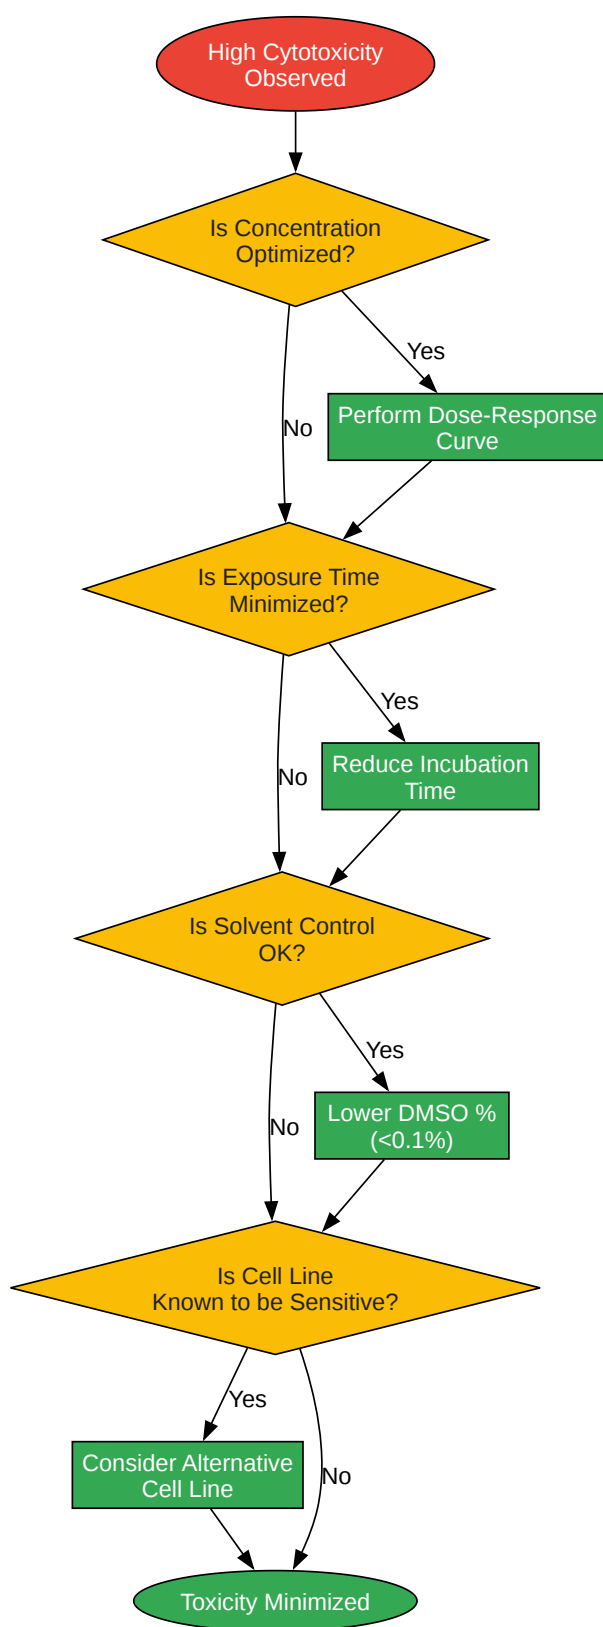 High Cytotoxicity
Observed
Is Concentration
Optimized?
Yes
No
Perform Dose-Response
Curve
Is Exposure Time
Minimized?
Yes
No
Reduce Incubation
Time
Is Solvent Control
OK?
Yes
No
Lower DMSO %
(<0.1%)
Is Cell Line
Known to be Sensitive?
Yes
No
Consider Alternative
Cell Line
Toxicity Minimized